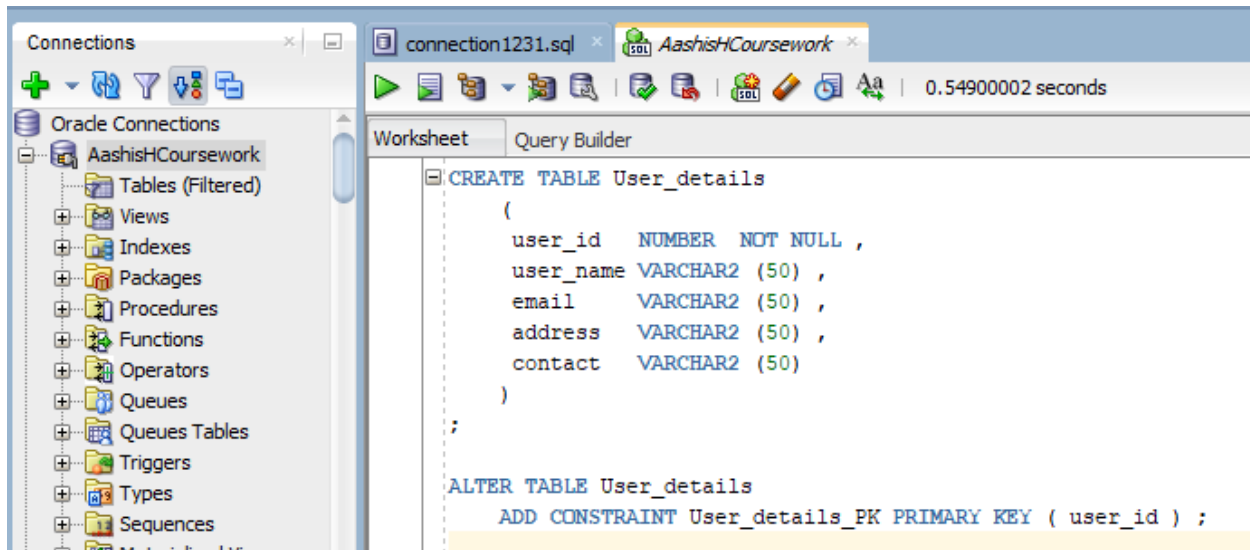 Connections
Oracle Connections
AashisHCoursework
Tables (Filtered)
Views
Indexes
Packages
Procedures
Functions
Operators
Queues
Queues Tables
Triggers
Types
Sequences
connection1231.sql
AashisHCoursework
0.54900002 seconds
Worksheet Query Builder
CREATE TABLE User_details
(
user_id NUMBER NOT NULL ,
user_name VARCHAR2 (50) ,
email VARCHAR2 (50) ,
address VARCHAR2 (50) ,
contact VARCHAR2 (50)
)
;
ALTER TABLE User_details
ADD CONSTRAINT User_details_PK PRIMARY KEY ( user_id ) ;